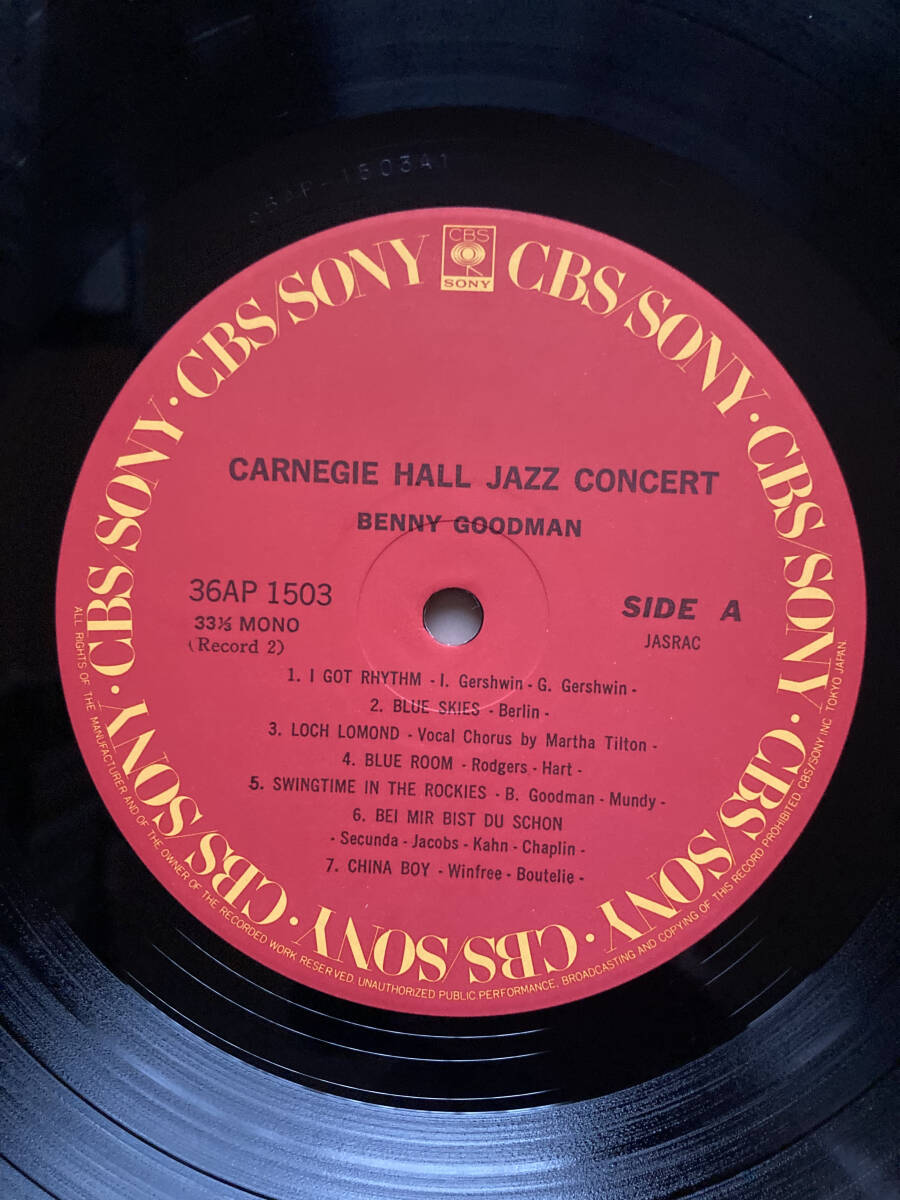 36AP-1503A1
CBS
SONY
CBS/SONY · CBS/SONY · CBS/SONY · CBS/SONY · CBS/SONY · CBS/SONY · CBS/SONY · CBS/SONY
CARNEGIE HALL JAZZ CONCERT
BENNY GOODMAN
36AP 1503
33⅓ MONO
(Record 2)
SIDE A
JASRAC
1. I GOT RHYTHM - I. Gershwin - G. Gershwin -
2. BLUE SKIES - Berlin -
3. LOCH LOMOND - Vocal Chorus by Martha Tilton -
4. BLUE ROOM - Rodgers - Hart -
5. SWINGTIME IN THE ROCKIES - B. Goodman - Mundy -
6. BEI MIR BIST DU SCHON
- Secunda - Jacobs - Kahn - Chaplin -
7. CHINA BOY - Winfree - Boutelie -
ALL RIGHTS OF THE MANUFACTURER AND OF THE OWNER OF THE RECORDED WORK RESERVED. UNAUTHORIZED PUBLIC PERFORMANCE, BROADCASTING AND COPYING OF THIS RECORD PROHIBITED CBS/SONY INC. TOKYO JAPAN.